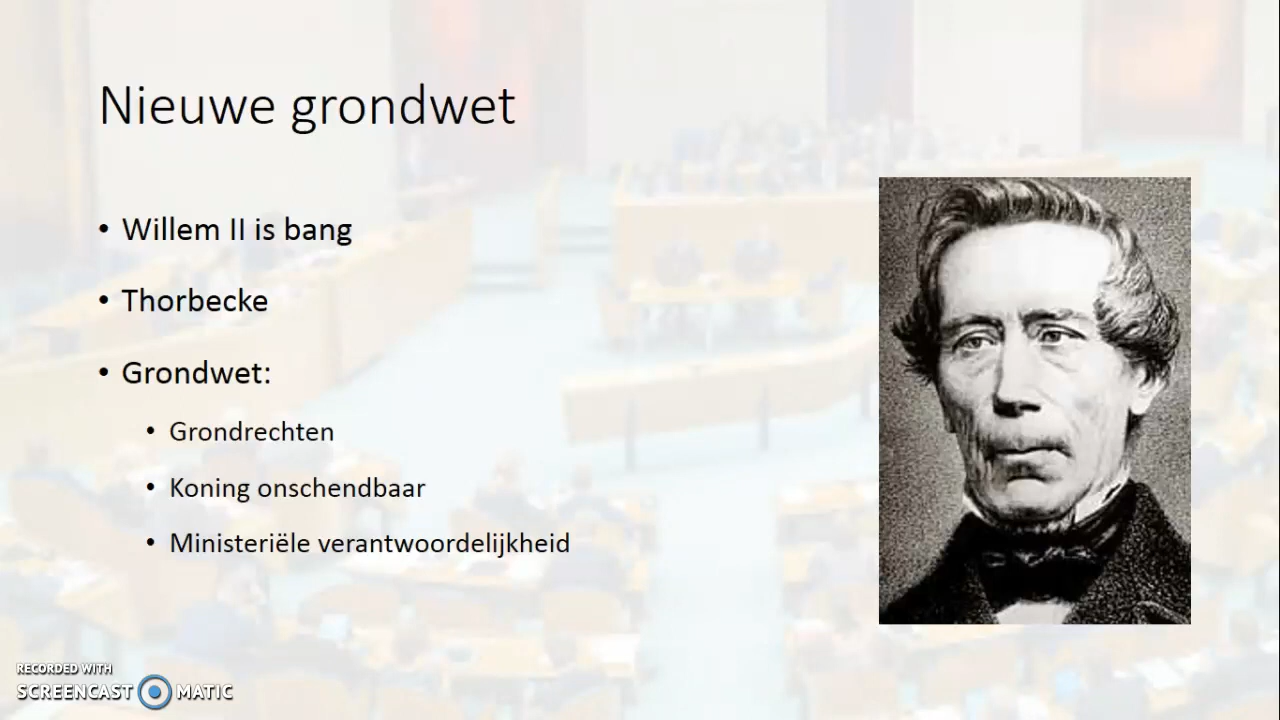 Nieuwe grondwet
• Willem II is bang
• Thorbecke
• Grondwet:
• Grondrechten
• Koning onschendbaar
• Ministeriële verantwoordelijkheid
RECORDED WITH
SCREENCAST MATIC